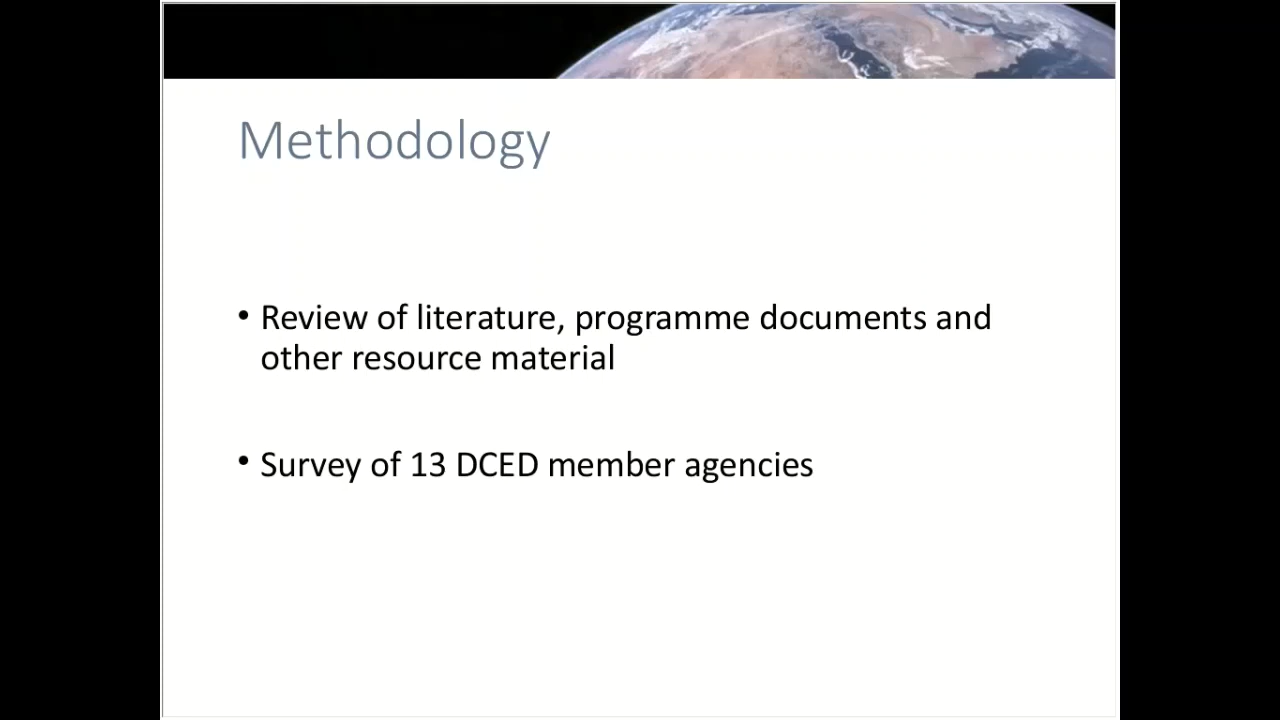 Methodology
• Review of literature, programme documents and
other resource material
• Survey of 13 DCED member agencies